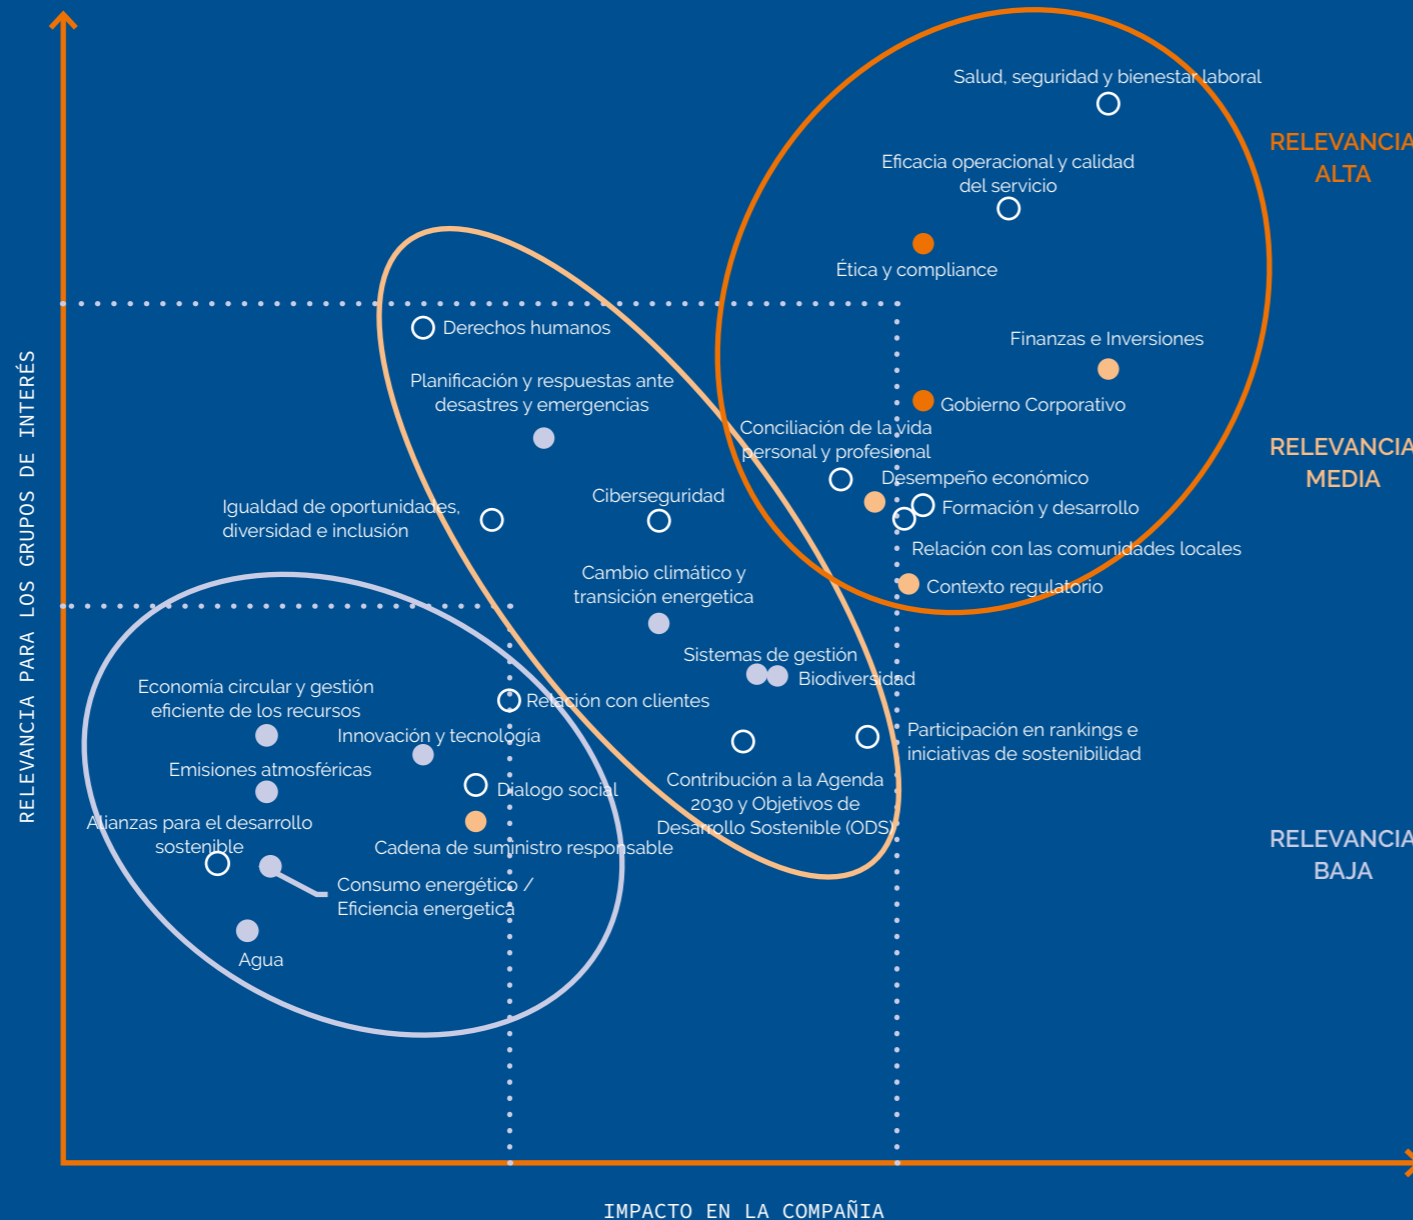 Salud, seguridad y bienestar laboral
RELEVANCIA
ALTA
Eficacia operacional y calidad
del servicio
Ética y compliance
Derechos humanos
Finanzas e Inversiones
Planificación y respuestas ante
desastres y emergencias
Gobierno Corporativo
Conciliación de la vida
personal y profesional
RELEVANCIA
MEDIA
Desempeño económico
Ciberseguridad
Igualdad de oportunidades,
diversidad e inclusión
Formación y desarrollo
Relación con las comunidades locales
Cambio climático y
transición energetica
Contexto regulatorio
Sistemas de gestión
Biodiversidad
Economía circular y gestión
eficiente de los recursos
Relación con clientes
Innovación y tecnología
Participación en rankings e
iniciativas de sostenibilidad
Emisiones atmosféricas
Dialogo social
Contribución a la Agenda
2030 y Objetivos de
Desarrollo Sostenible (ODS)
Alianzas para el desarrollo
sostenible
Cadena de suministro responsable
RELEVANCIA
BAJA
Consumo energético /
Eficiencia energetica
Agua
RELEVANCIA PARA LOS GRUPOS DE INTERÉS
IMPACTO EN LA COMPAÑIA